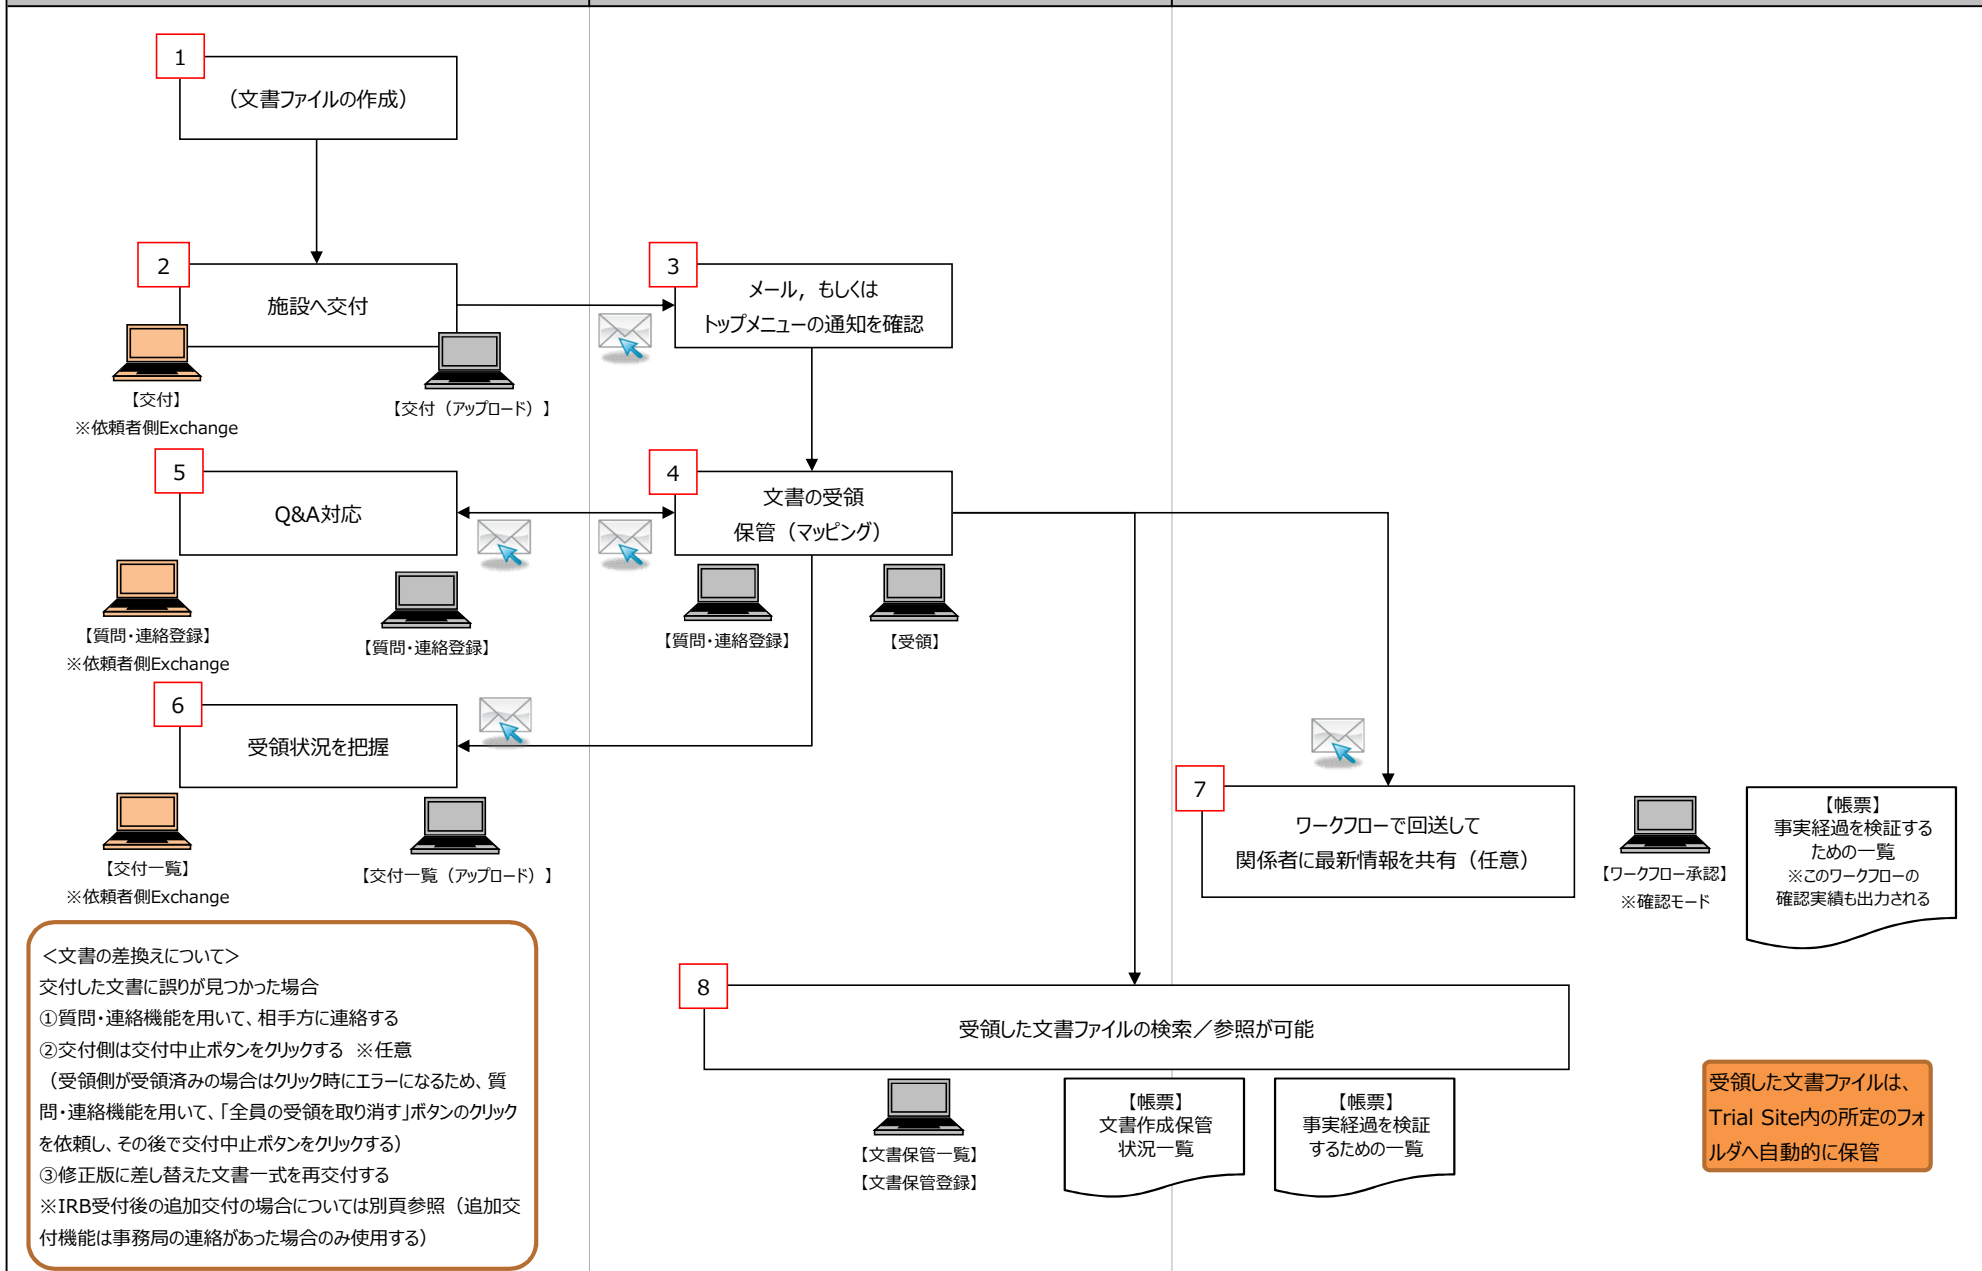 1
（文書ファイルの作成）
2
施設へ交付
【交付】
※依頼者側Exchange
【交付（アップロード）】
3
メール，もしくは
トップメニューの通知を確認
5
Q&A対応
【質問・連絡登録】
※依頼者側Exchange
【質問・連絡登録】
4
文書の受領
保管（マッピング）
【質問・連絡登録】
【受領】
6
受領状況を把握
【交付一覧】
※依頼者側Exchange
【交付一覧（アップロード）】
7
ワークフローで回送して
関係者に最新情報を共有（任意）
【ワークフロー承認】
※確認モード
【帳票】
事実経過を検証する
ための一覧
※このワークフローの
確認実績も出力される
＜文書の差換えについて＞
交付した文書に誤りが見つかった場合
①質問・連絡機能を用いて、相手方に連絡する
②交付側は交付中止ボタンをクリックする ※任意
（受領側が受領済みの場合はクリック時にエラーになるため、質
問・連絡機能を用いて、「全員の受領を取り消す」ボタンのクリック
を依頼し、その後で交付中止ボタンをクリックする）
③修正版に差し替えた文書一式を再交付する
※IRB受付後の追加交付の場合については別頁参照（追加交
付機能は事務局の連絡があった場合のみ使用する）
8
受領した文書ファイルの検索／参照が可能
【文書保管一覧】
【文書保管登録】
【帳票】
文書作成保管
状況一覧
【帳票】
事実経過を検証
するための一覧
受領した文書ファイルは、
Trial Site内の所定のフォ
ルダへ自動的に保管